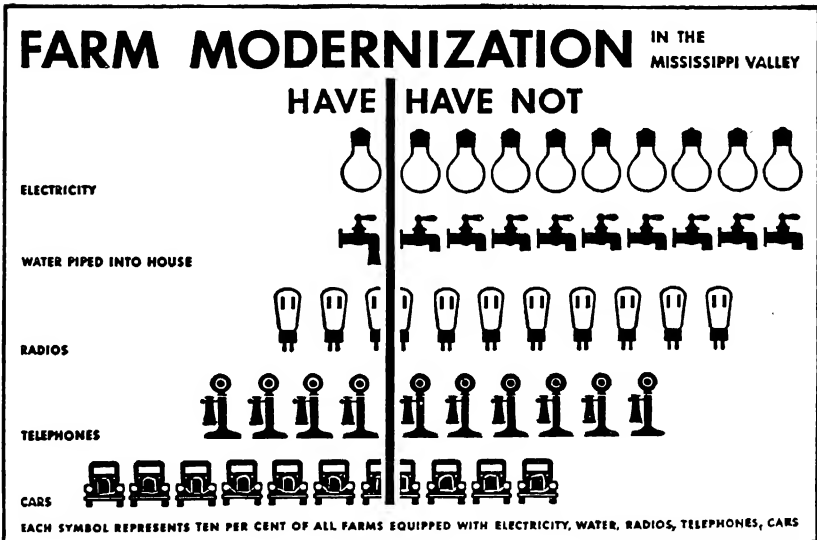 FARM MODERNIZATION IN THE
MISSISSIPPI VALLEY
HAVE HAVE NOT
ELECTRICITY
WATER PIPED INTO HOUSE
RADIOS
TELEPHONES
CARS
EACH SYMBOL REPRESENTS TEN PER CENT OF ALL FARMS EQUIPPED WITH ELECTRICITY, WATER, RADIOS, TELEPHONES, CARS